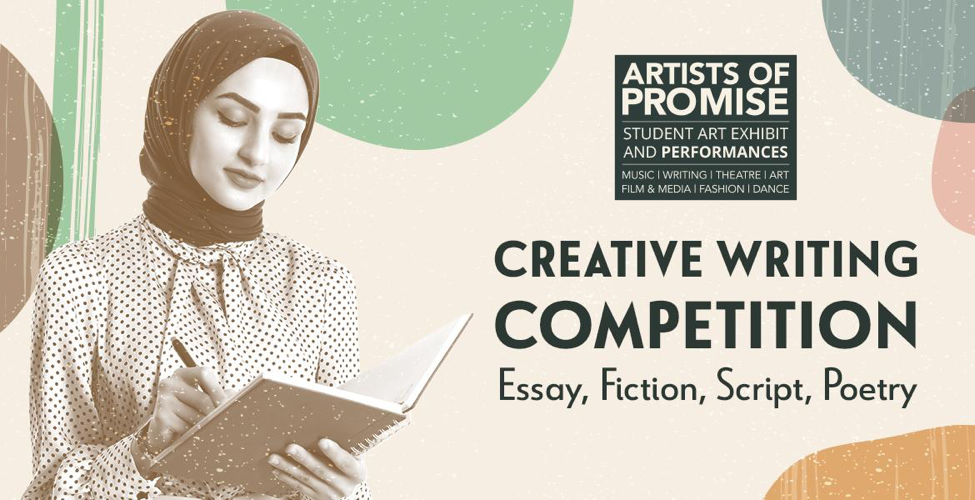 ARTISTS OF
PROMISE
STUDENT ART EXHIBIT
AND PERFORMANCES
MUSIC | WRITING | THEATRE | ART
FILM & MEDIA | FASHION | DANCE
CREATIVE WRITING
COMPETITION
Essay, Fiction, Script, Poetry